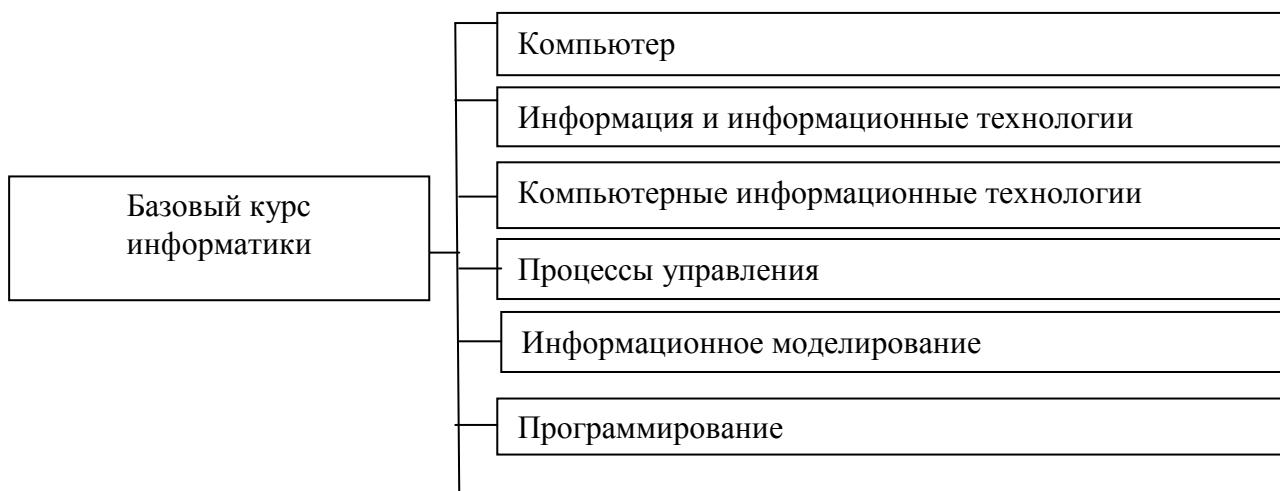 Базовый курс
информатики
Компьютер
Информация и информационные технологии
Компьютерные информационные технологии
Процессы управления
Информационное моделирование
Программирование